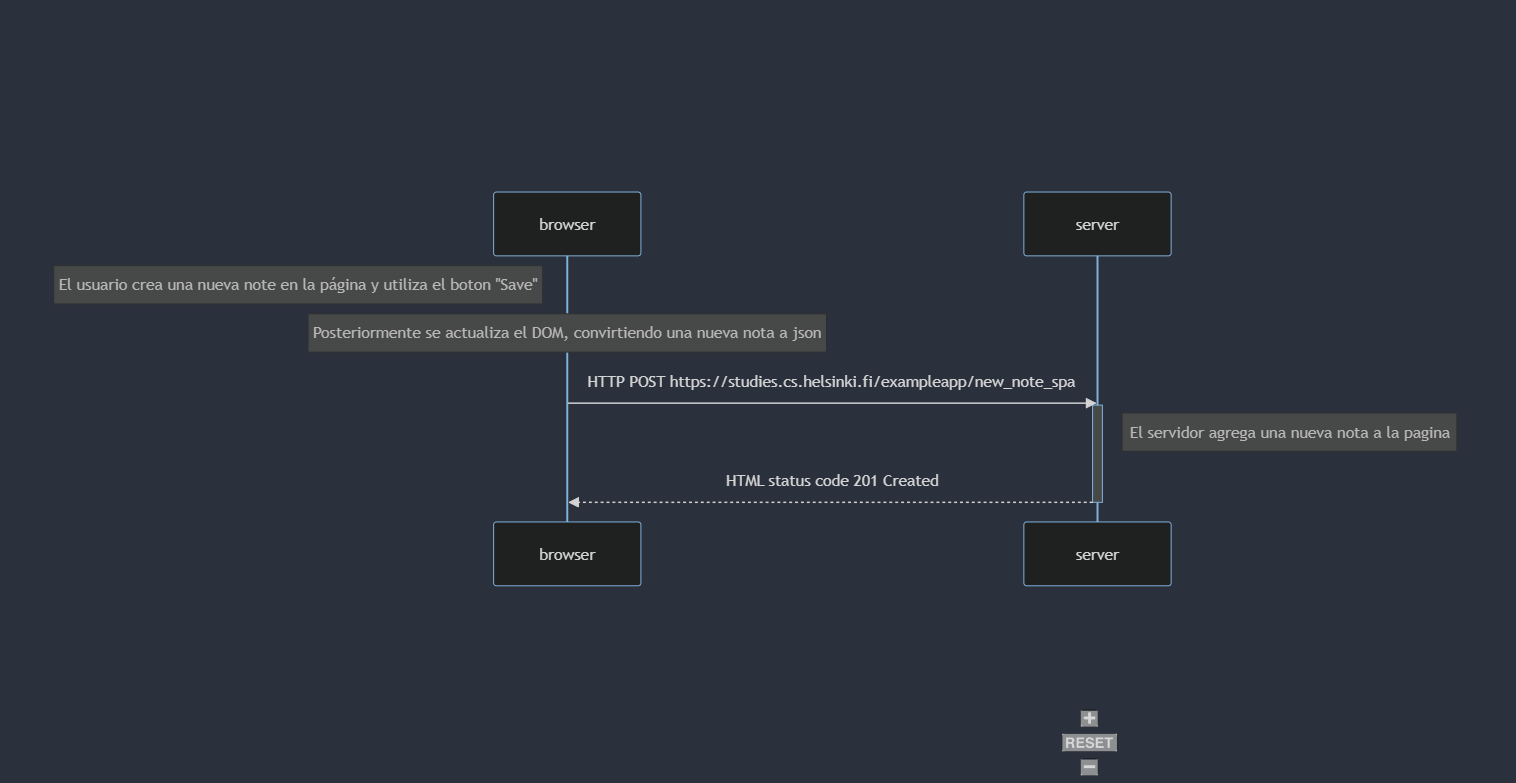 browser
server
El usuario crea una nueva note en la página y utiliza el boton "Save"
Posteriormente se actualiza el DOM, convirtiendo una nueva nota a json
HTTP POST https://studies.cs.helsinki.fi/exampleapp/new_note_spa
El servidor agrega una nueva nota a la pagina
HTML status code 201 Created
browser
server
+
RESET
−